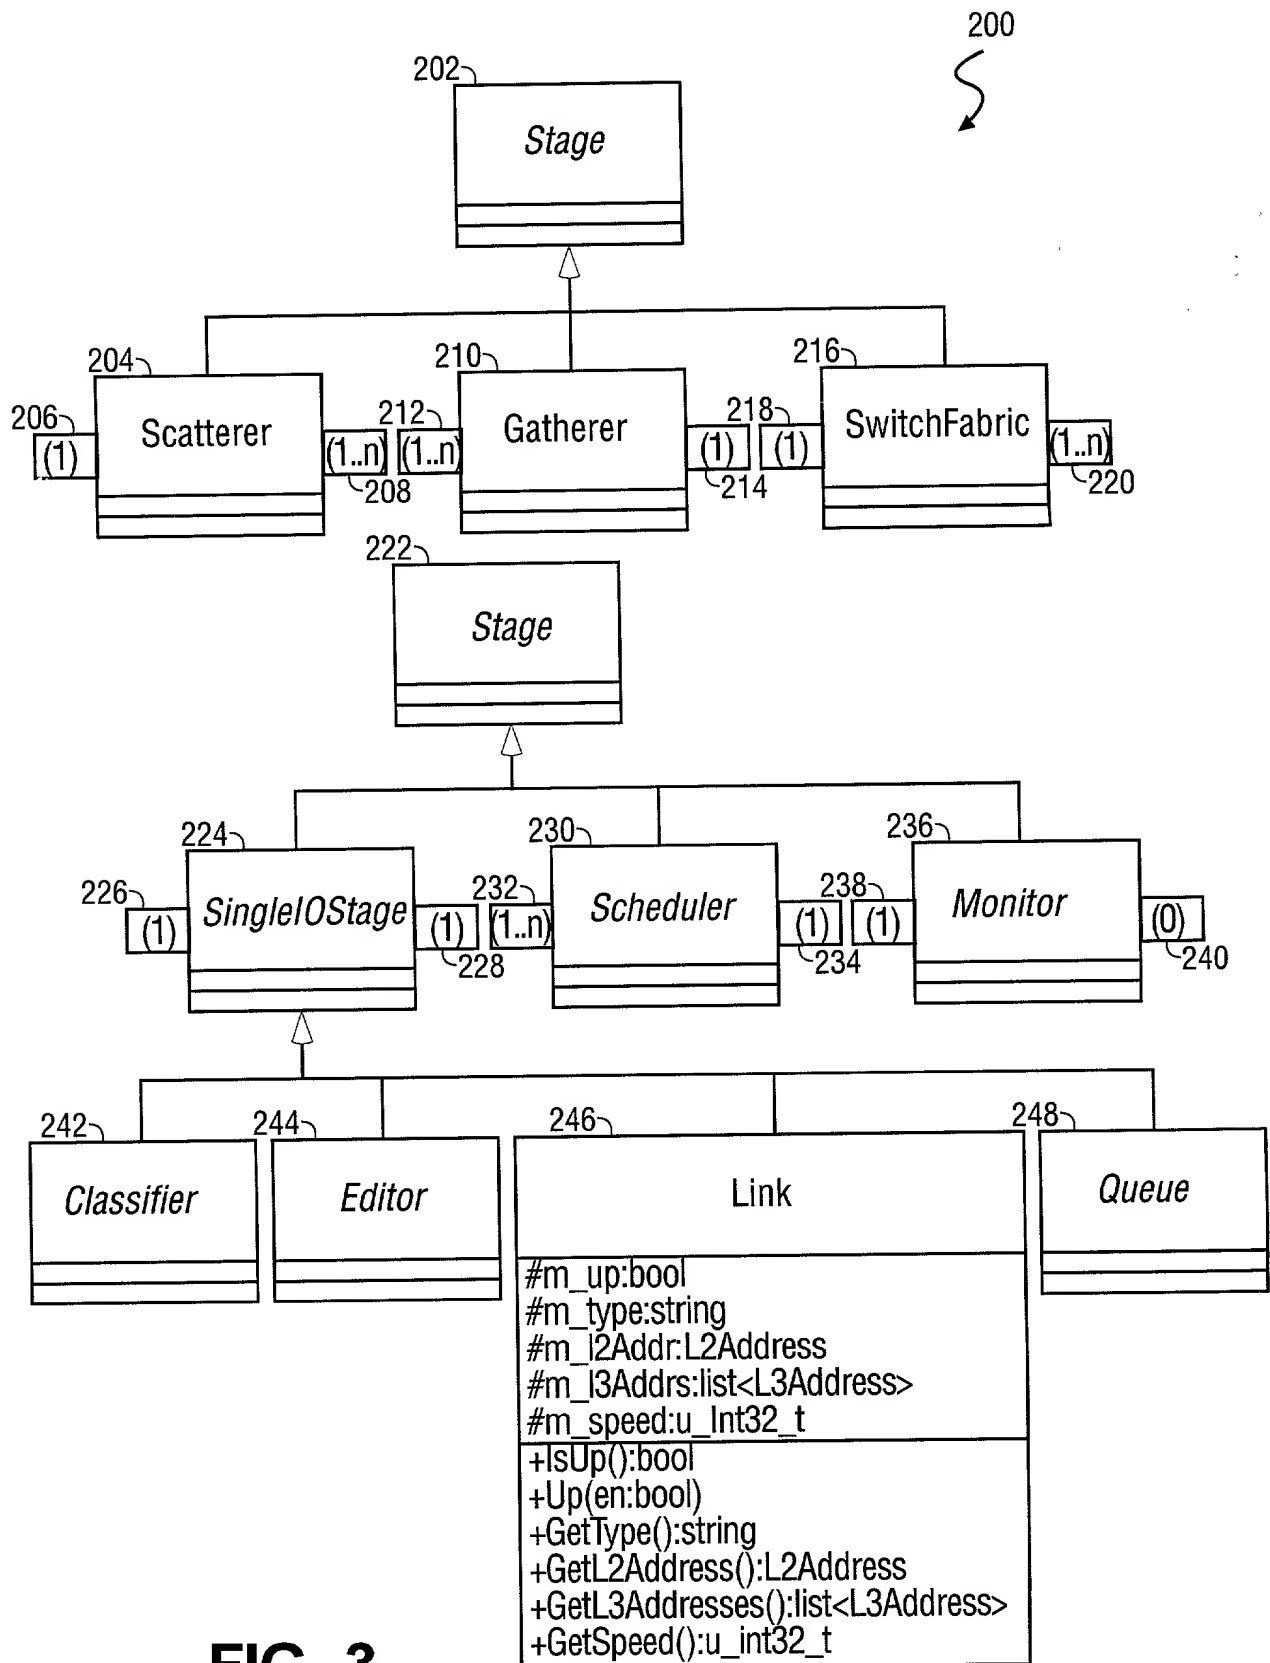 200
202
Stage
204
210
216
206
Scatterer
212
Gatherer
218
SwitchFabric
(1)
(1..n)
(1..n)
(1)
(1)
(1..n)
208
214
220
222
Stage
224
230
236
226
SingleIOStage
232
Scheduler
238
Monitor
(1)
(1)
(1..n)
(1)
(1)
(0)
228
234
240
242
244
246
248
Classifier
Editor
Link
Queue
#m_up:bool
#m_type:string
#m_l2Addr:L2Address
#m_l3Addrs:list<L3Address>
#m_speed:u_Int32_t
+IsUp():bool
+Up(en:bool)
+GetType():string
+GetL2Address():L2Address
+GetL3Addresses():list<L3Address>
+GetSpeed():u_int32_t
FIG. 3